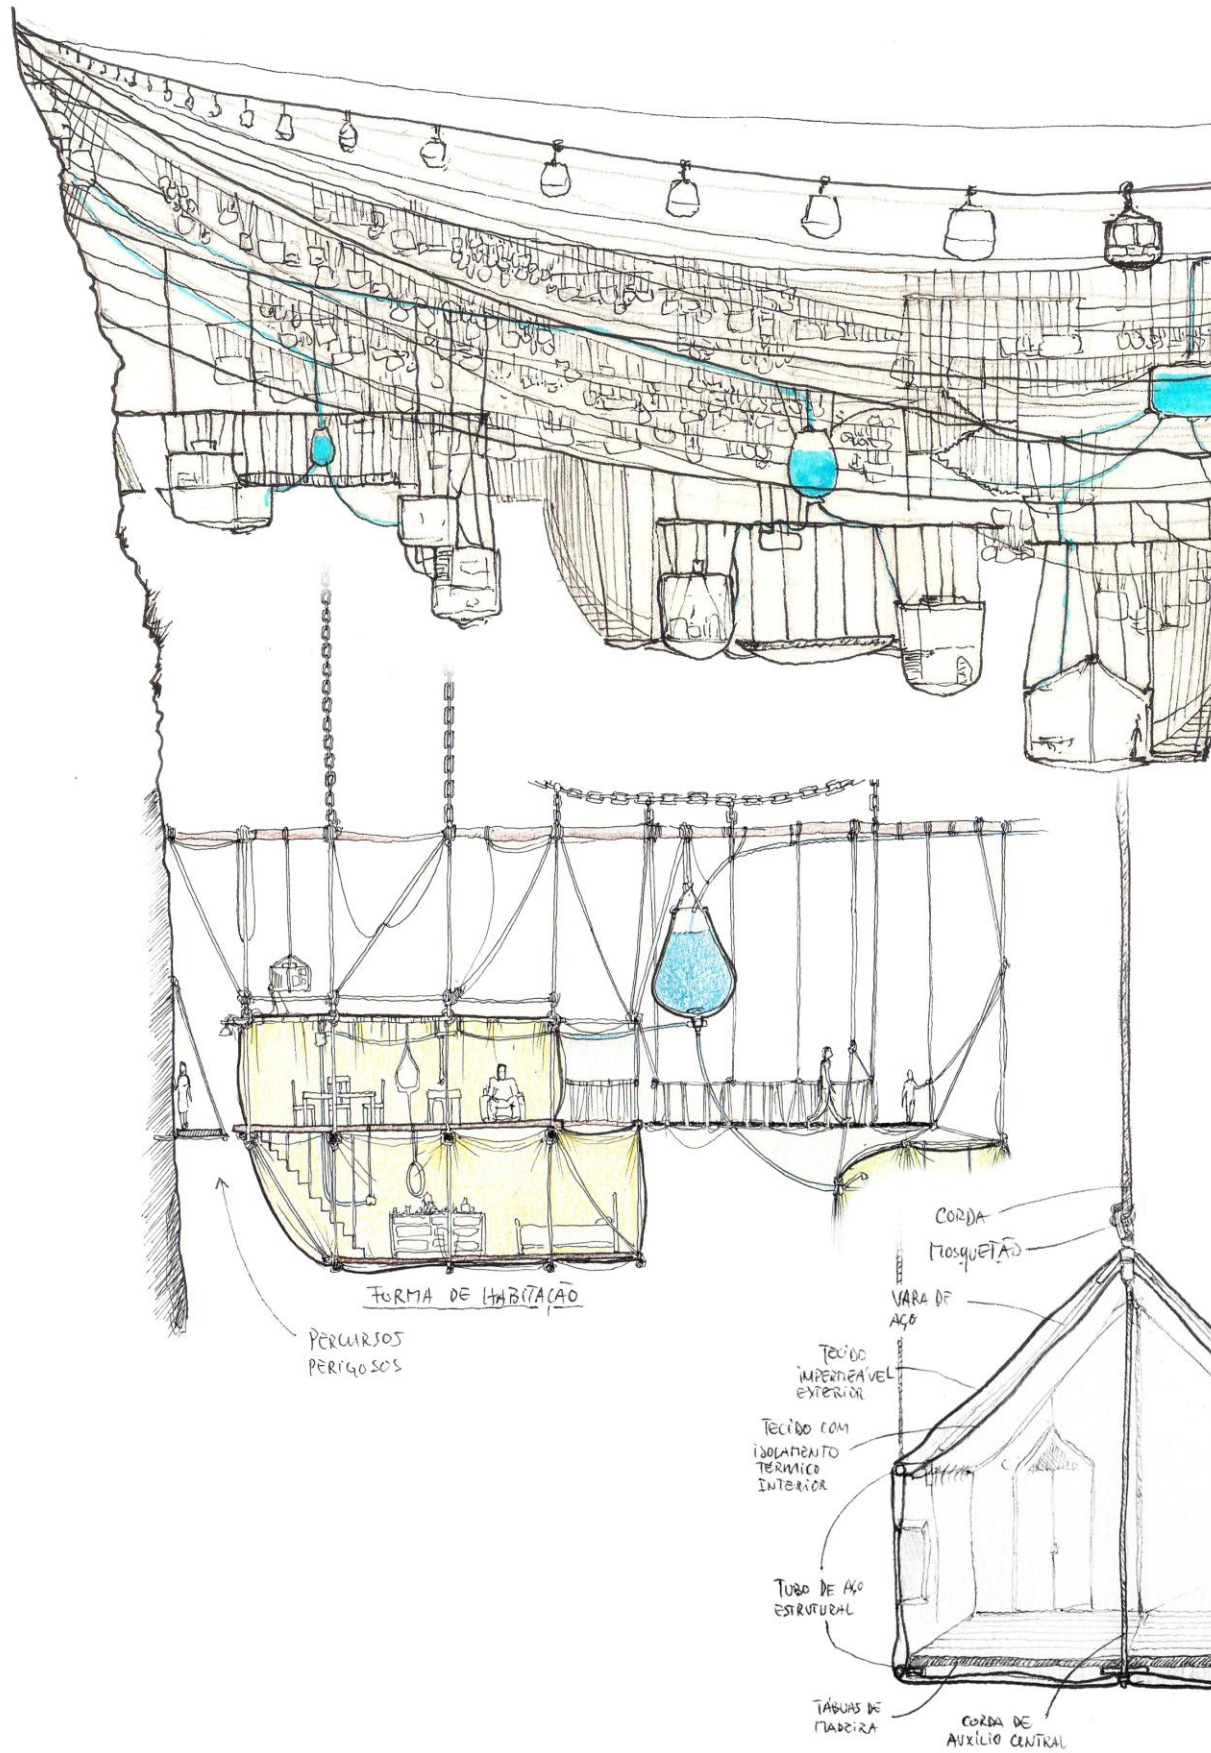 FORMA DE HABITAÇÃO
PERCURSOS
PERIGOSOS
CORDA
MOSQUETÃO
VARA DE
AÇO
TECIDO
IMPERMEÁVEL
EXTERIOR
TECIDO COM
ISOLAMENTO
TÉRMICO
INTERIOR
TUBO DE AÇO
ESTRUTURAL
TÁBUAS DE
MADEIRA
CORDA DE
AUXÍLIO CENTRAL